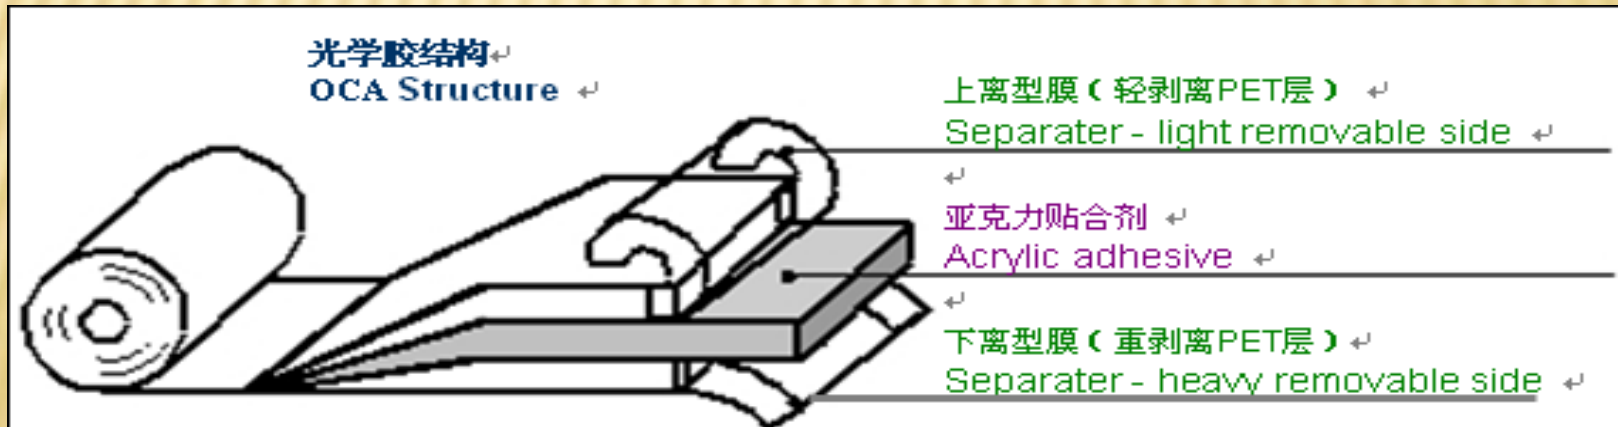 光学胶结构
OCA Structure
上离型膜（轻剥离PET层）
Separater - light removable side
亚克力贴合剂
Acrylic adhesive
下离型膜（重剥离PET层）
Separater - heavy removable side